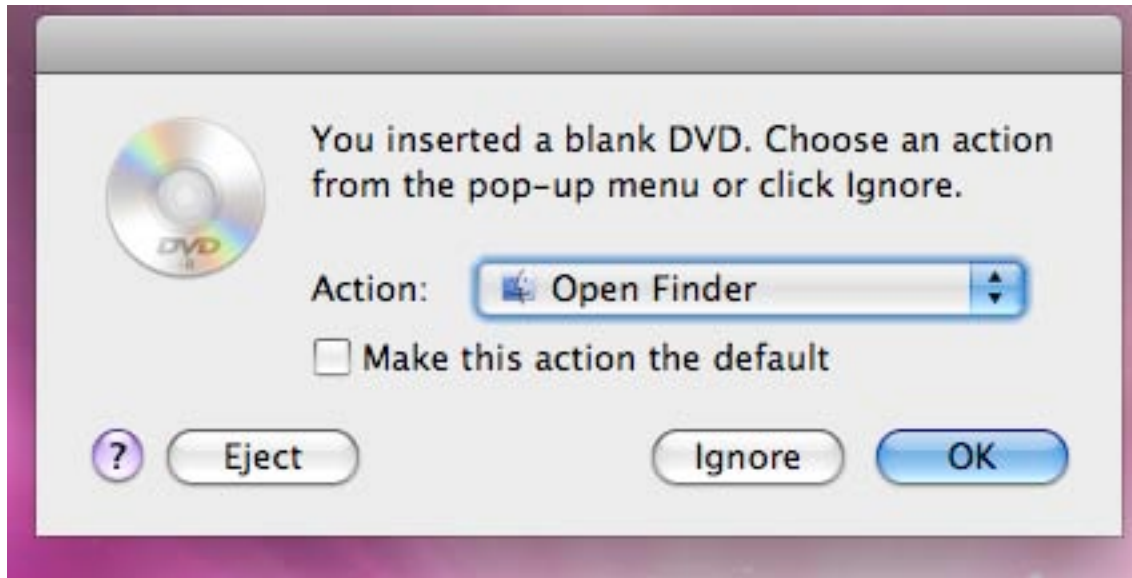 You inserted a blank DVD. Choose an action
from the pop-up menu or click Ignore.
DVD
R
Action: Open Finder
Make this action the default
? Eject Ignore OK